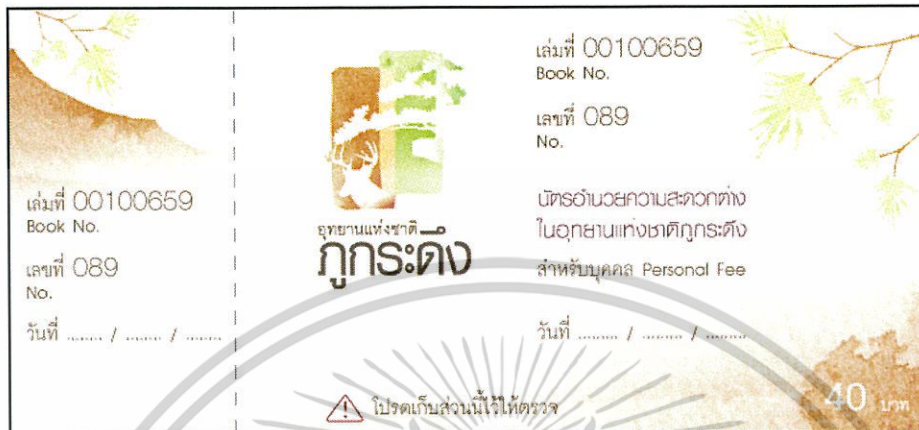 เล่มที่ 00100659
Book No.
เลขที่ 089
No.
วันที่ ........ / ........ / ........
อุทยานแห่งชาติ
ภูกระดึง
เล่มที่ 00100659
Book No.
เลขที่ 089
No.
บัตรอำนวยความสะดวกต่าง
ในอุทยานแห่งชาติภูกระดึง
สำหรับบุคคล Personal Fee
วันที่ ........ / ........ / ........
โปรดเก็บส่วนนี้ไว้ให้ตรวจ
40 บาท